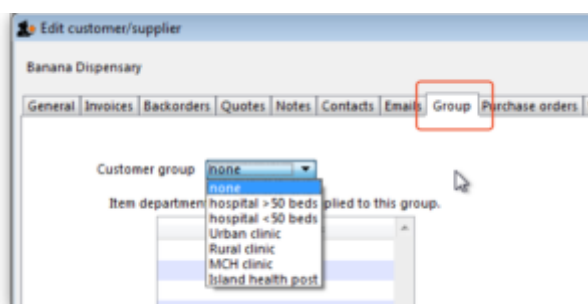 Edit customer/supplier
Banana Dispensary
General Invoices Backorders Quotes Notes Contacts Emails Group Purchase orders
Customer group none
none
Item department plied to this group.
hospital >50 beds
hospital <50 beds
Urban clinic
Rural clinic
MCH clinic
Island health post